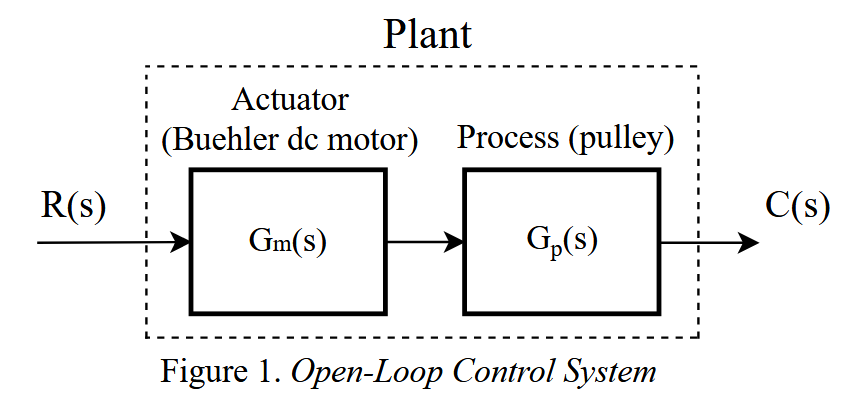 Plant
Actuator
(Buehler dc motor)
Process (pulley)
R(s)
Gm(s)
Gp(s)
C(s)
Figure 1. Open-Loop Control System